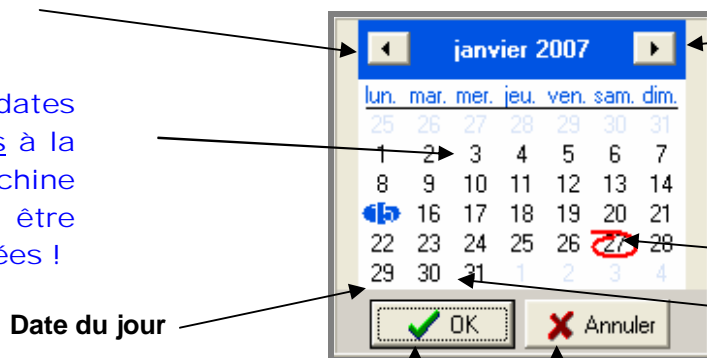 janvier 2007
dates
lun. mar. mer. jeu. ven. sam. dim.
25 26 27 28 29 30 31
s à la
1 2 3 4 5 6 7
chine
8 9 10 11 12 13 14
être
15 16 17 18 19 20 21
ées !
22 23 24 25 26 27 28
29 30 31 1 2 3 4
Date du jour
OK Annuler